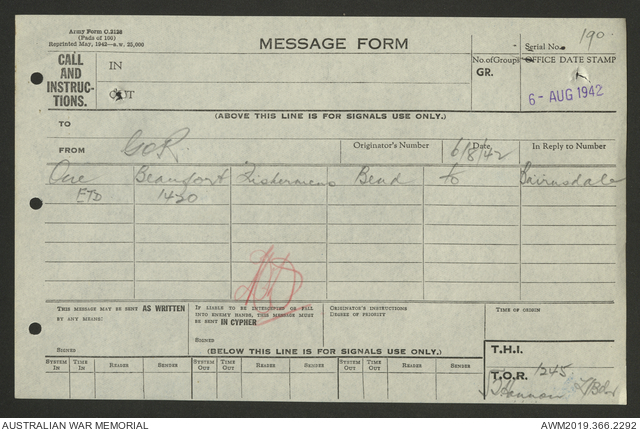 Army Form C.2128
(Pads of 100)
Reprinted May, 1942—a.w. 25,000
MESSAGE FORM
Serial No. 190
CALL AND INSTRUCTIONS.
IN
OUT
No. of Groups
GR.
OFFICE DATE STAMP
6 - AUG 1942
(ABOVE THIS LINE IS FOR SIGNALS USE ONLY.)
TO
FROM GOR Originator's Number Date 6/8/42 In Reply to Number
One Beaufort Fishermens Bend to Bairnsdale
ETD 1420
THIS MESSAGE MAY BE SENT AS WRITTEN
BY ANY MEANS:
SIGNED
IF LIABLE TO BE INTERCEPTED OR FALL
INTO ENEMY HANDS, THIS MESSAGE MUST
BE SENT IN CYPHER
SIGNED
ORIGINATOR'S INSTRUCTIONS
DEGREE OF PRIORITY
TIME OF ORIGIN
(BELOW THIS LINE IS FOR SIGNALS USE ONLY.)
T.H.I.
SYSTEM IN TIME IN READER SENDER SYSTEM OUT TIME OUT READER SENDER SYSTEM OUT TIME OUT READER SENDER
T.O.R. 1245
AUSTRALIAN WAR MEMORIAL
AWM2019.366.2292